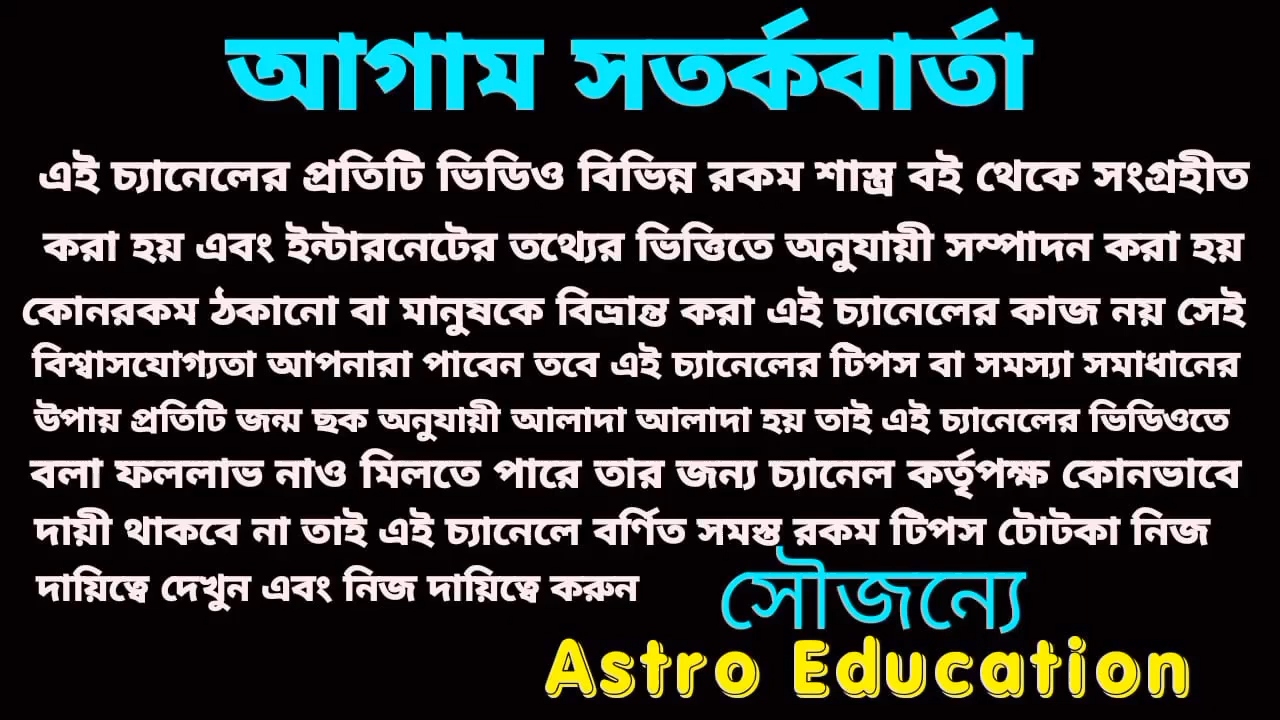 আগাম সতর্কবার্তা
এই চ্যানেলের প্রতিটি ভিডিও বিভিন্ন রকম শাস্ত্র বই থেকে সংগ্রহীত
করা হয় এবং ইন্টারনেটের তথ্যের ভিত্তিতে অনুযায়ী সম্পাদন করা হয়
কোনরকম ঠকানো বা মানুষকে বিভ্রান্ত করা এই চ্যানেলের কাজ নয় সেই
বিশ্বাসযোগ্যতা আপনারা পাবেন তবে এই চ্যানেলের টিপস বা সমস্যা সমাধানের
উপায় প্রতিটি জন্ম ছক অনুযায়ী আলাদা আলাদা হয় তাই এই চ্যানেলের ভিডিওতে
বলা ফললাভ নাও মিলতে পারে তার জন্য চ্যানেল কর্তৃপক্ষ কোনভাবে
দায়ী থাকবে না তাই এই চ্যানেলে বর্ণিত সমস্ত রকম টিপস টোটকা নিজ
দায়িত্বে দেখুন এবং নিজ দায়িত্বে করুন
সৌজন্যে
Astro Education